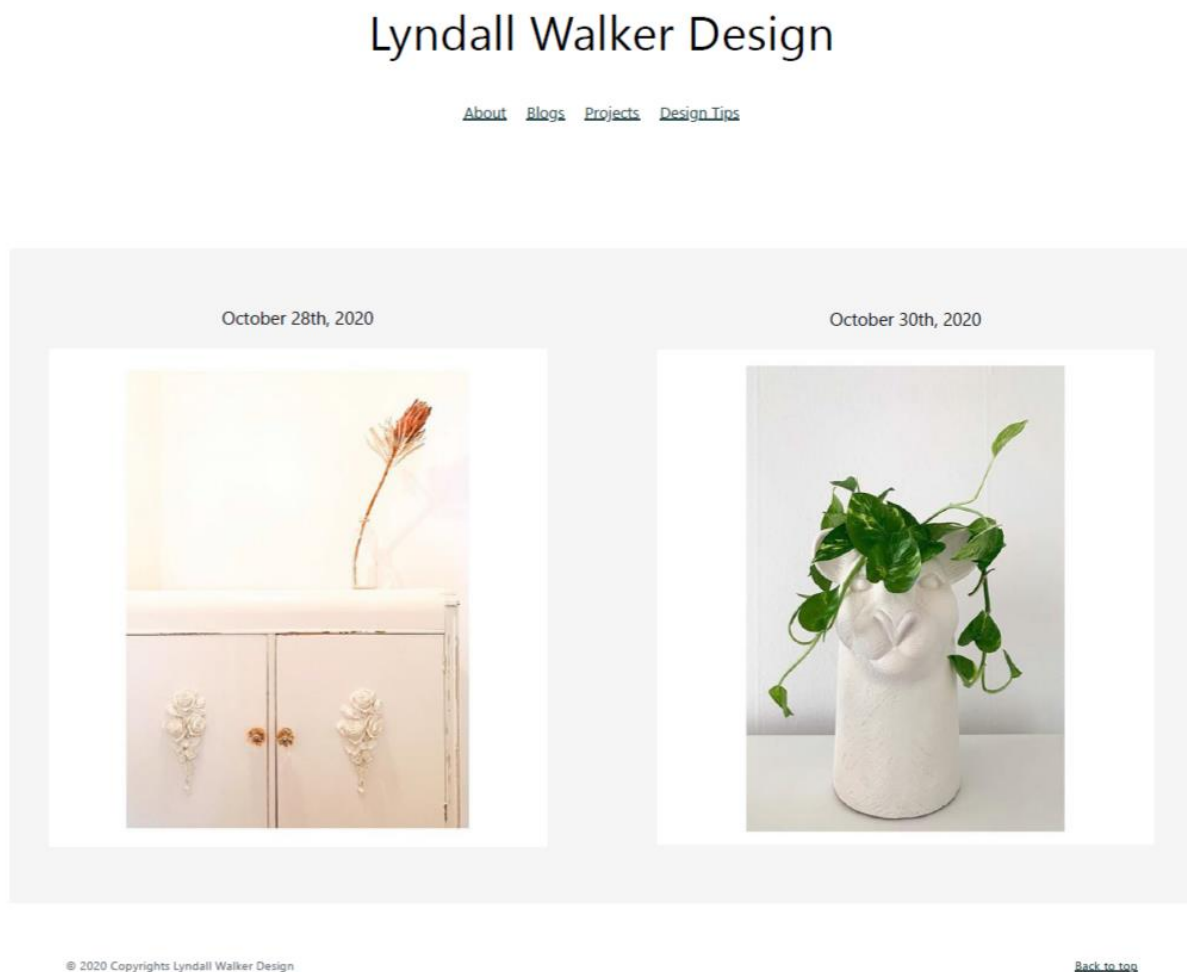 Lyndall Walker Design
About Blogs Projects Design Tips
October 28th, 2020
October 30th, 2020
© 2020 Copyrights Lyndall Walker Design
Back to top